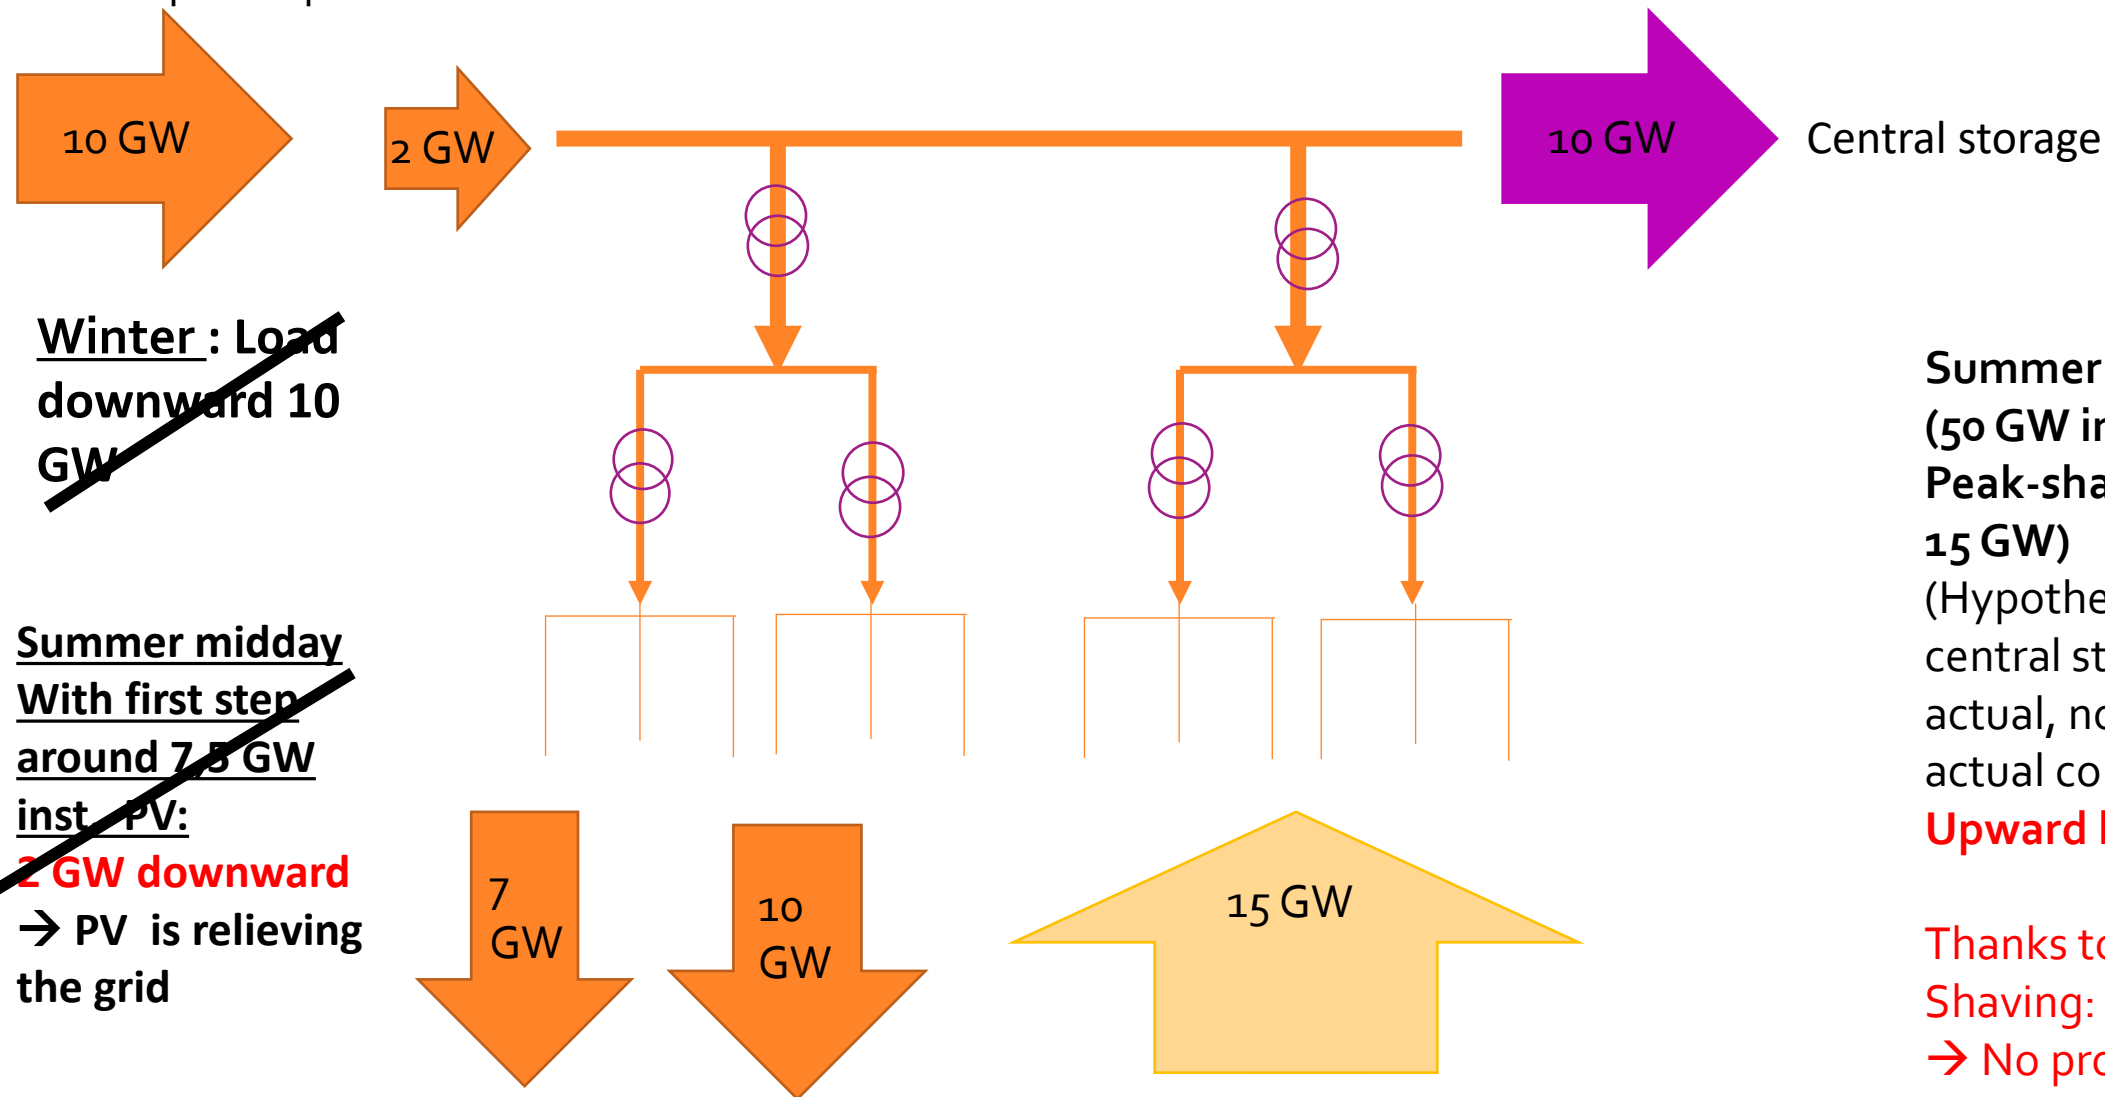 10 GW
2 GW
10 GW
Central storage
Winter : Load
downward 10
GW
Summer midday
With first step
around 7,5 GW
inst. PV:
2 GW downward
→ PV is relieving
the grid
7
GW
10
GW
15 GW
Summer
(50 GW in
Peak-sha
15 GW)
(Hypothe
central st
actual, no
actual co
Upward
Thanks to
Shaving:
→ No pro